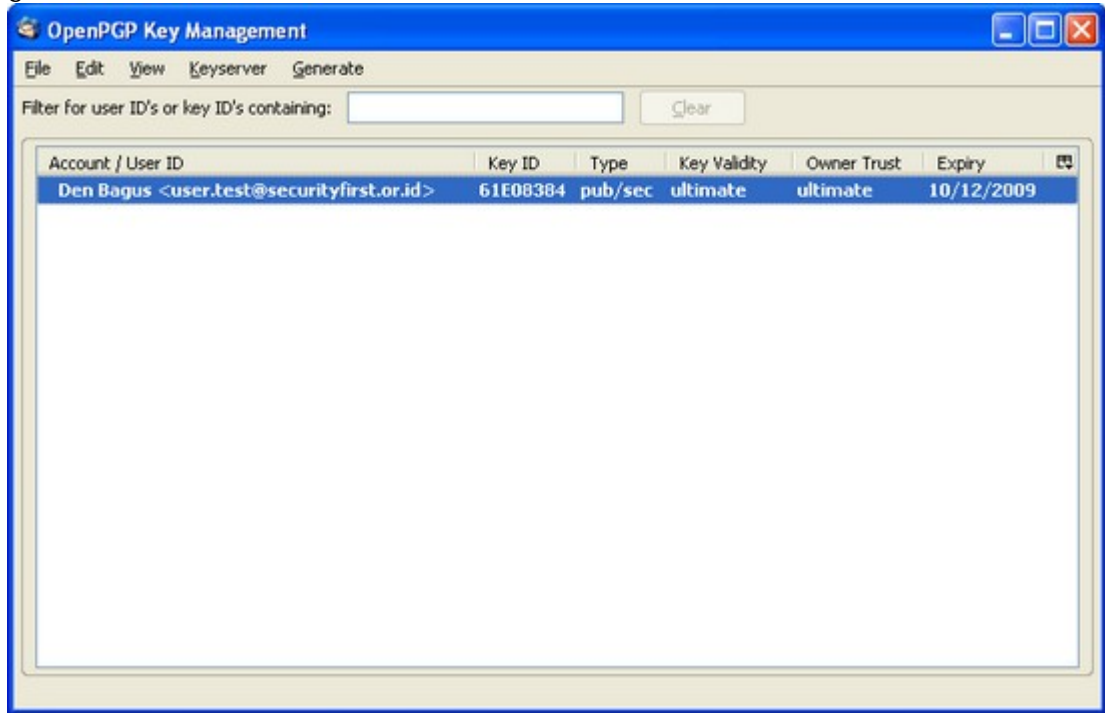 OpenPGP Key Management
File Edit View Keyserver Generate
Filter for user ID's or key ID's containing: Clear
Account / User ID Key ID Type Key Validity Owner Trust Expiry
Den Bagus <user.test@securityfirst.or.id> 61E08384 pub/sec ultimate ultimate 10/12/2009